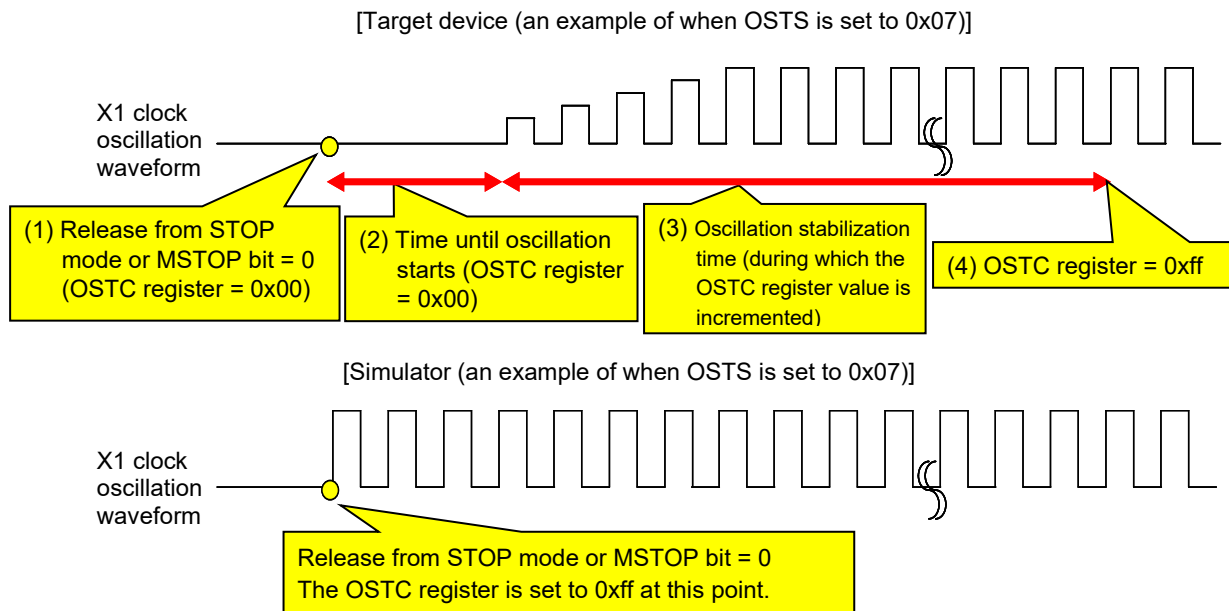 [Target device (an example of when OSTS is set to 0x07)]
X1 clock
oscillation
waveform
(1) Release from STOP
mode or MSTOP bit = 0
(OSTC register = 0x00)
(2) Time until oscillation
starts (OSTC register
= 0x00)
(3) Oscillation stabilization
time (during which the
OSTC register value is
incremented)
(4) OSTC register = 0xff
[Simulator (an example of when OSTS is set to 0x07)]
X1 clock
oscillation
waveform
Release from STOP mode or MSTOP bit = 0
The OSTC register is set to 0xff at this point.